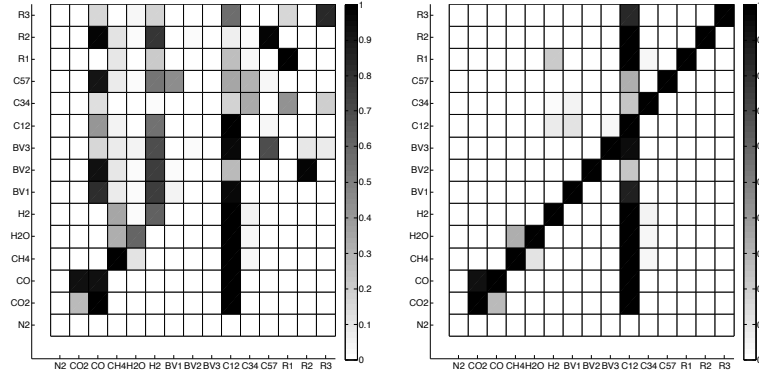 R3
R2
R1
C57
C34
C12
BV3
BV2
BV1
H2
H2O
CH4
CO
CO2
N2
N2 CO2 CO CH4 H2O H2 BV1 BV2 BV3 C12 C34 C57 R1 R2 R3
1
0.9
0.8
0.7
0.6
0.5
0.4
0.3
0.2
0.1
0
R3
R2
R1
C57
C34
C12
BV3
BV2
BV1
H2
H2O
CH4
CO
CO2
N2
N2 CO2 CO CH4 H2O H2 BV1 BV2 BV3 C12 C34 C57 R1 R2 R3